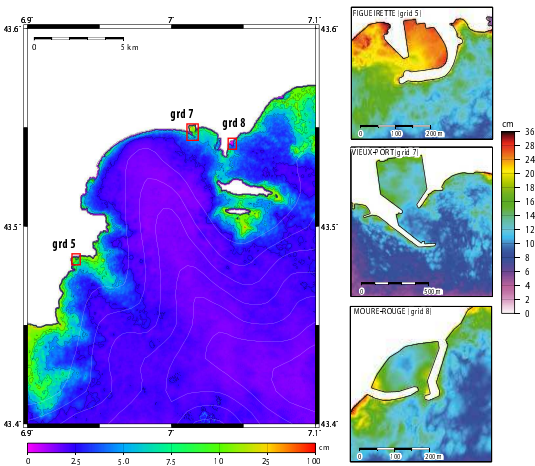 6.9˚ 7˚ 7.1˚
43.6˚ 43.6˚
0 5 km
grd 7
grd 8
43.5˚ 43.5˚
grd 5
43.4˚ 43.4˚
6.9˚ 7˚ 7.1˚
cm
0 2.5 5.0 7.5 10 25 100
FIGUEIRETTE (grid 5)
0 100 200 m
VIEUX-PORT(grid 7)
0 500 m
MOURE-ROUGE (grid 8)
0 100 200 m
cm
36
28
26
24
22
20
18
16
14
12
10
8
6
4
2
0